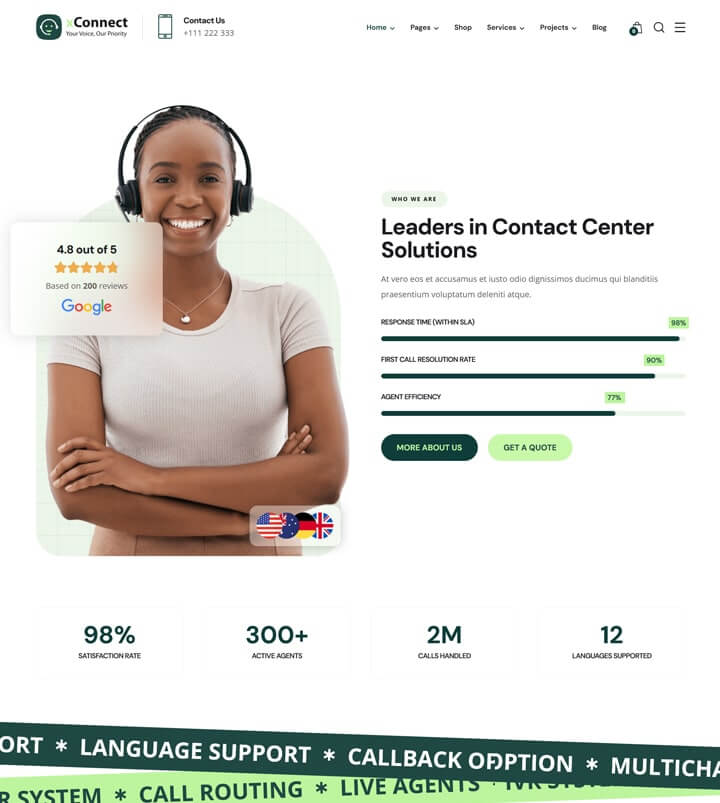 xConnect
Your Voice, Our Priority
Contact Us
+111 222 333
Home
Pages
Shop
Services
Projects
Blog
0
4.8 out of 5
Based on 200 reviews
Google
WHO WE ARE
Leaders in Contact Center
Solutions
At vero eos et accusamus et iusto odio dignissimos ducimus qui blanditiis
praesentium voluptatum deleniti atque.
RESPONSE TIME (WITHIN SLA)
98%
FIRST CALL RESOLUTION RATE
90%
AGENT EFFICIENCY
77%
MORE ABOUT US
GET A QUOTE
98%
SATISFACTION RATE
300+
ACTIVE AGENTS
2M
CALLS HANDLED
12
LANGUAGES SUPPORTED
ORT * LANGUAGE SUPPORT * CALLBACK OPTION * MULTICHA
R SYSTEM * CALL ROUTING * LIVE AGENTS